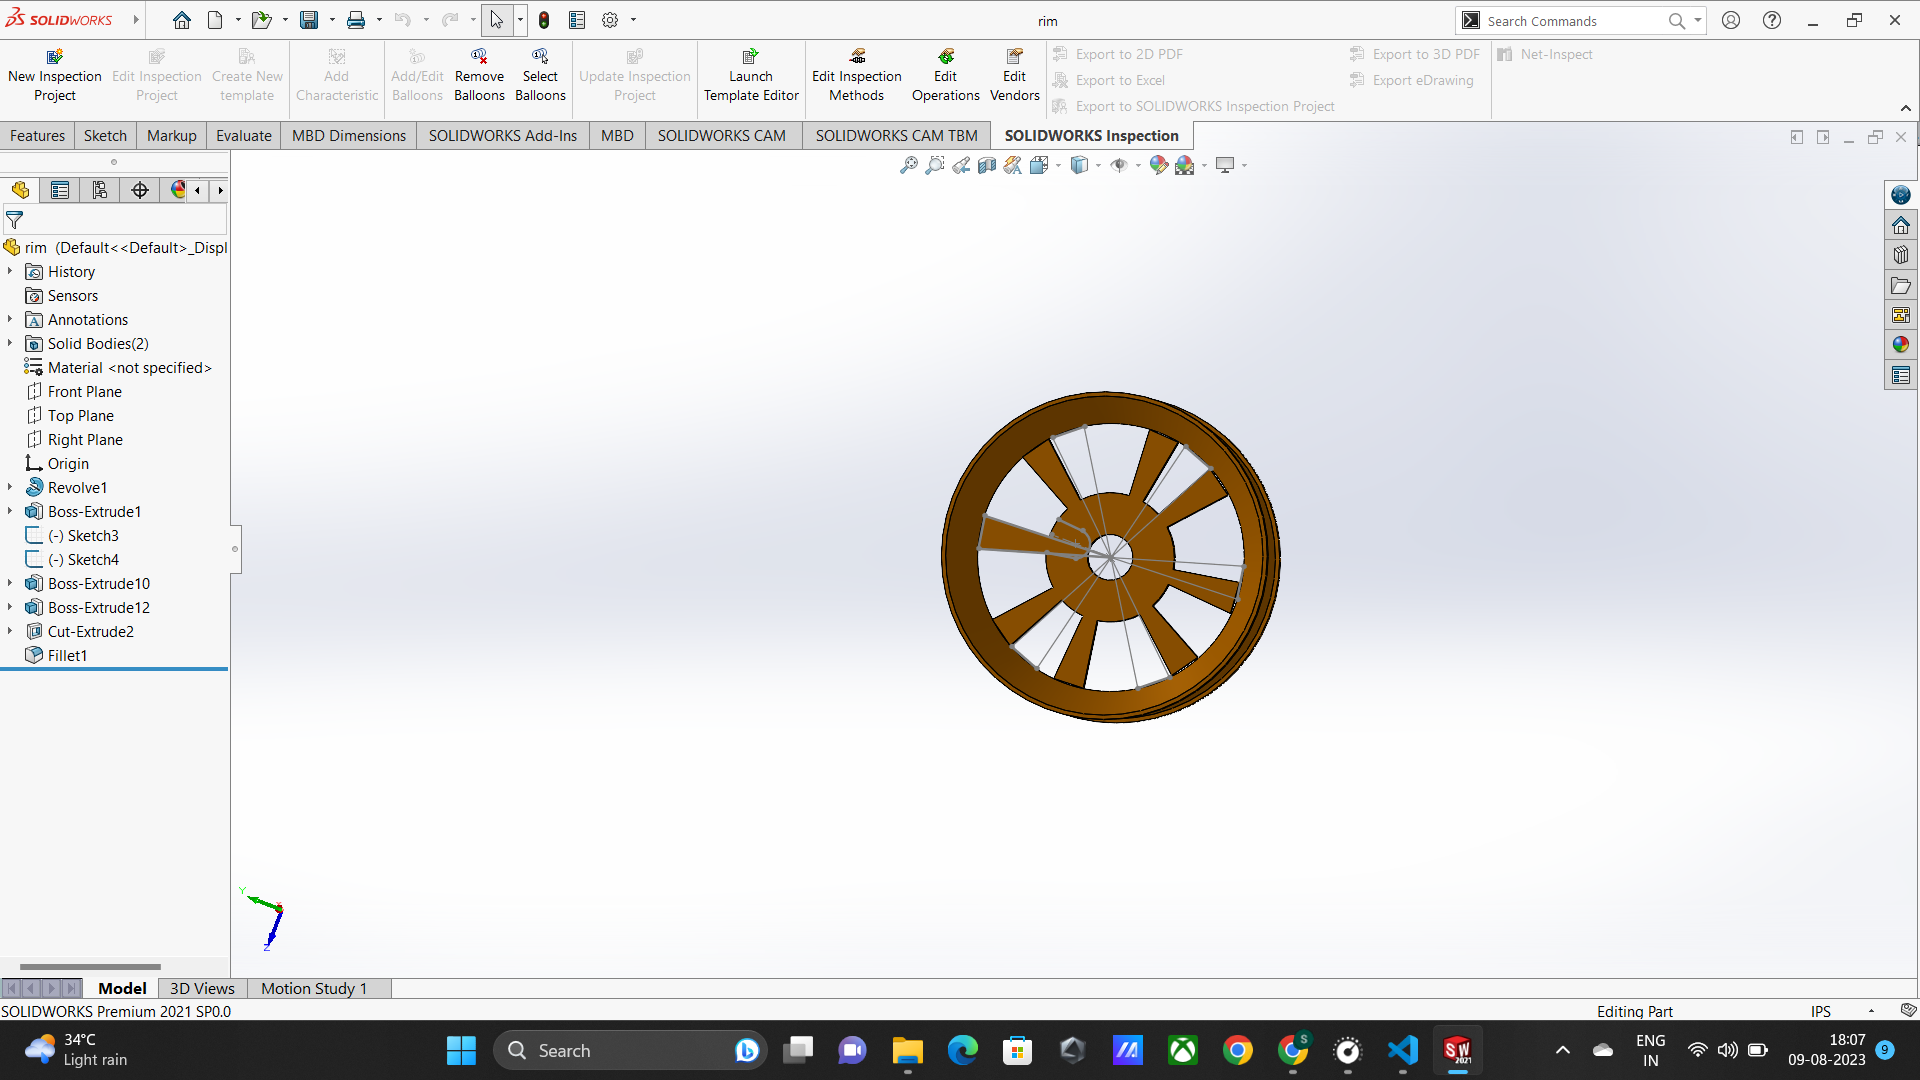 SOLIDWORKS
rim
Search Commands
New Inspection Project
Edit Inspection Project
Create New template
Add Characteristic
Add/Edit Balloons
Remove Balloons
Select Balloons
Update Inspection Project
Launch Template Editor
Edit Inspection Methods
Edit Operations
Edit Vendors
Export to 2D PDF
Export to Excel
Export to SOLIDWORKS Inspection Project
Export to 3D PDF
Export eDrawing
Net-Inspect
Features
Sketch
Markup
Evaluate
MBD Dimensions
SOLIDWORKS Add-Ins
MBD
SOLIDWORKS CAM
SOLIDWORKS CAM TBM
SOLIDWORKS Inspection
rim (Default<<Default>_Displ
History
Sensors
Annotations
Solid Bodies(2)
Material <not specified>
Front Plane
Top Plane
Right Plane
Origin
Revolve1
Boss-Extrude1
(-) Sketch3
(-) Sketch4
Boss-Extrude10
Boss-Extrude12
Cut-Extrude2
Fillet1
Y
Z
Model
3D Views
Motion Study 1
SOLIDWORKS Premium 2021 SP0.0
Editing Part
IPS
34°C
Light rain
Search
S
SW
2021
ENG
IN
18:07
09-08-2023
9